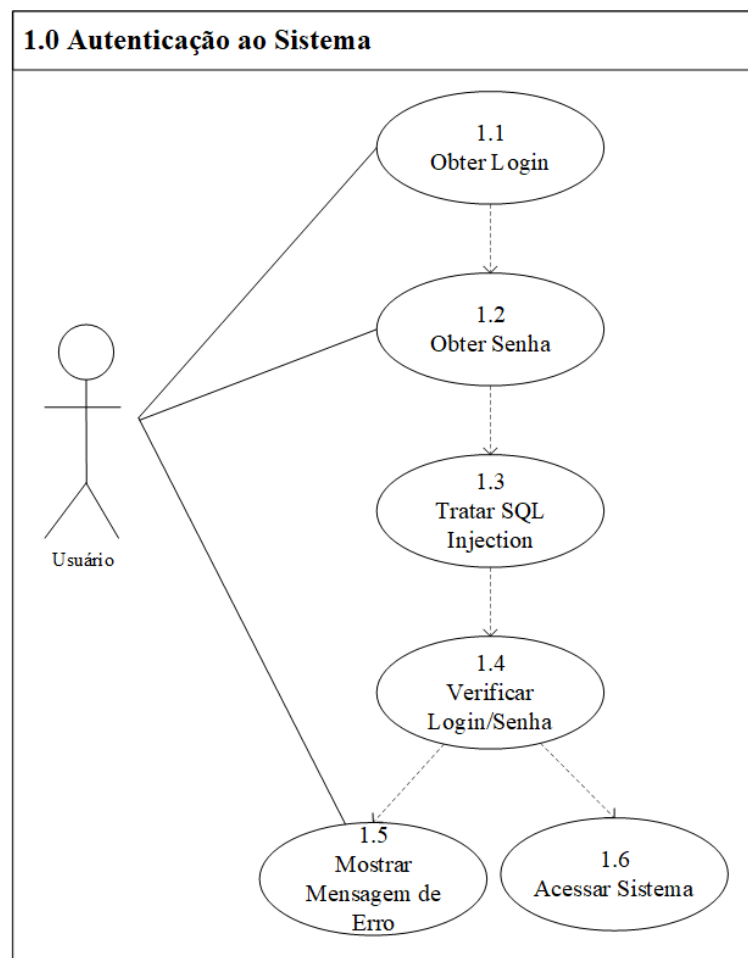 1.0 Autenticação ao Sistema
1.1
Obter Login
1.2
Obter Senha
1.3
Tratar SQL
Injection
Usuário
1.4
Verificar
Login/Senha
1.5
Mostrar
Mensagem de
Erro
1.6
Acessar Sistema